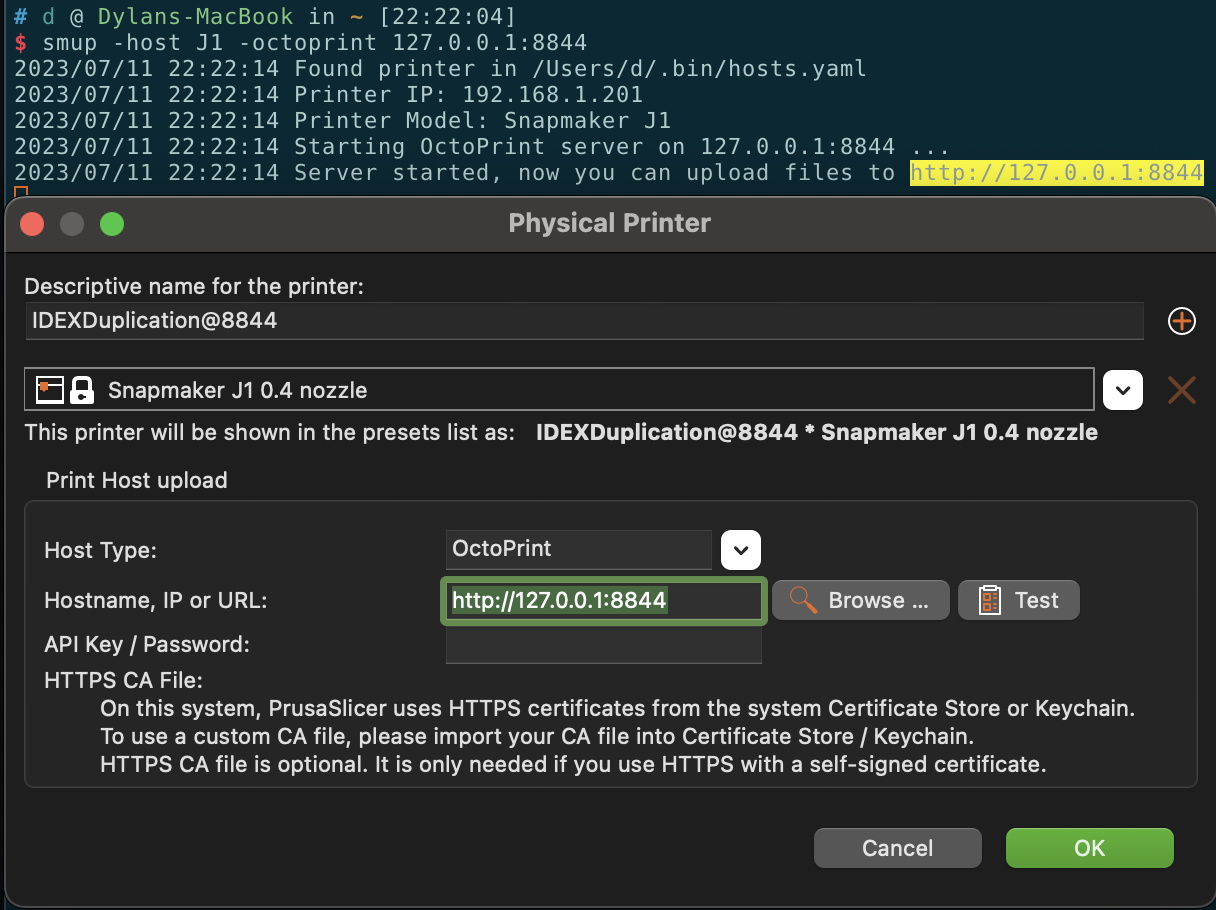 # d @ Dylans-MacBook in ~ [22:22:04]
$ smup -host J1 -octoprint 127.0.0.1:8844
2023/07/11 22:22:14 Found printer in /Users/d/.bin/hosts.yaml
2023/07/11 22:22:14 Printer IP: 192.168.1.201
2023/07/11 22:22:14 Printer Model: Snapmaker J1
2023/07/11 22:22:14 Starting OctoPrint server on 127.0.0.1:8844 ...
2023/07/11 22:22:14 Server started, now you can upload files to http://127.0.0.1:8844
Physical Printer
Descriptive name for the printer:
IDEXDuplication@8844
Snapmaker J1 0.4 nozzle
This printer will be shown in the presets list as: IDEXDuplication@8844 * Snapmaker J1 0.4 nozzle
Print Host upload
Host Type: OctoPrint
Hostname, IP or URL: http://127.0.0.1:8844 Browse ... Test
API Key / Password:
HTTPS CA File:
On this system, PrusaSlicer uses HTTPS certificates from the system Certificate Store or Keychain.
To use a custom CA file, please import your CA file into Certificate Store / Keychain.
HTTPS CA file is optional. It is only needed if you use HTTPS with a self-signed certificate.
Cancel OK